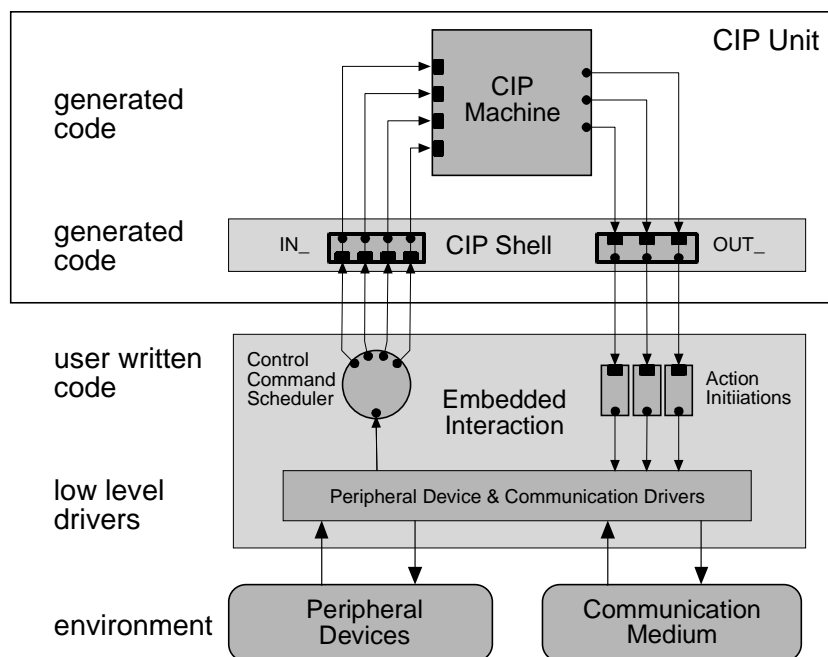 CIP Unit
generated
code
CIP
Machine
generated
code
IN_
CIP Shell
OUT_
user written
code
Control
Command
Scheduler
Embedded
Interaction
Action
Initiiations
low level
drivers
Peripheral Device & Communication Drivers
environment
Peripheral
Devices
Communication
Medium